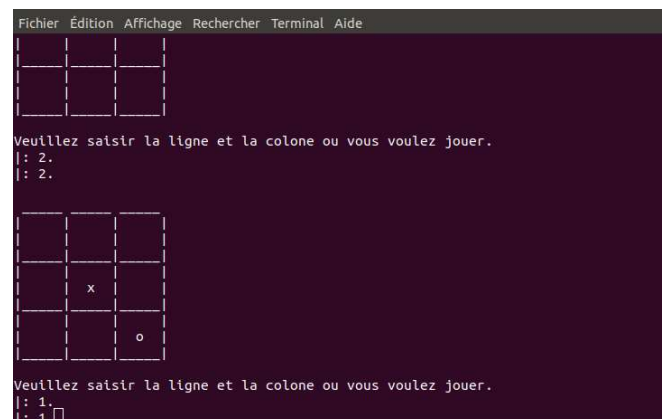 Fichier Édition Affichage Rechercher Terminal Aide
Veuillez saisir la ligne et la colone ou vous voulez jouer.
|: 2.
|: 2.
x
o
Veuillez saisir la ligne et la colone ou vous voulez jouer.
|: 1.
|: 1